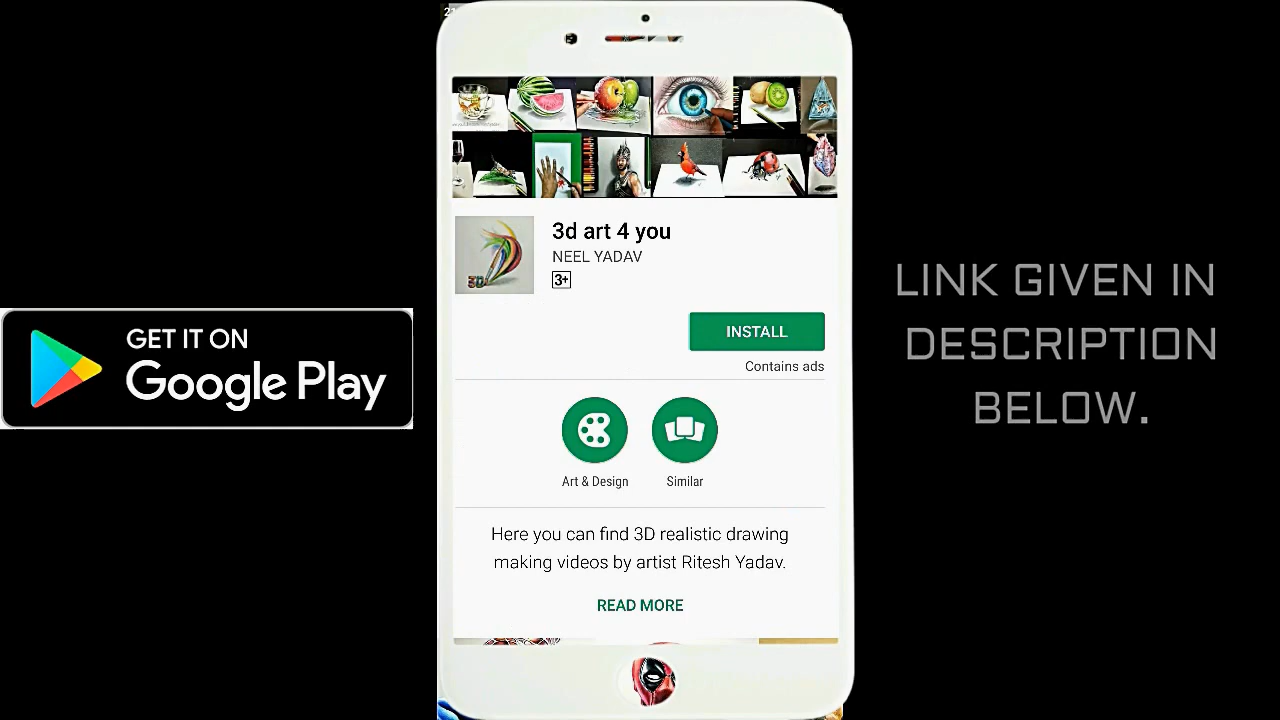 GET IT ON
Google Play
3d art 4 you
NEEL YADAV
3+
INSTALL
Contains ads
Art & Design
Similar
Here you can find 3D realistic drawing
making videos by artist Ritesh Yadav.
READ MORE
LINK GIVEN IN
DESCRIPTION
BELOW.